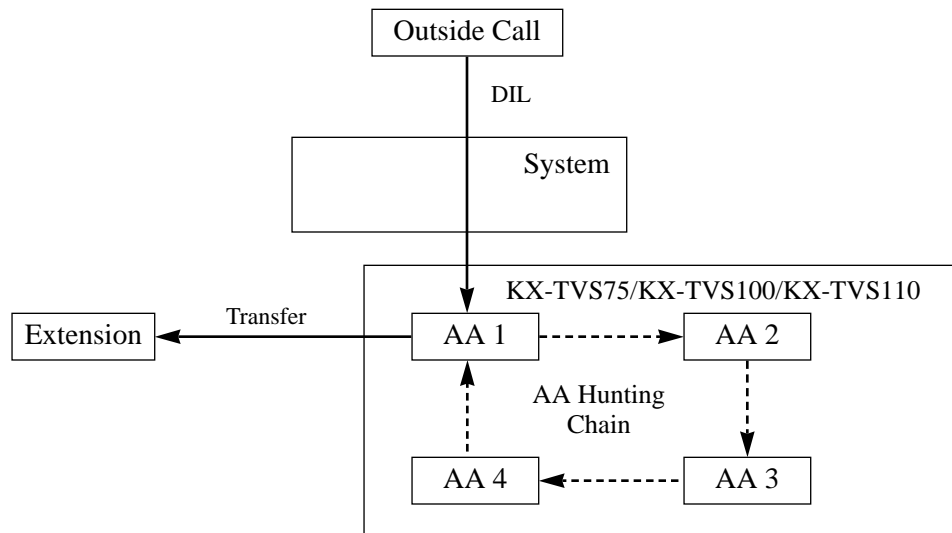 Outside Call
DIL
System
KX-TVS75/KX-TVS100/KX-TVS110
Extension
Transfer
AA 1
AA 2
AA Hunting
Chain
AA 4
AA 3